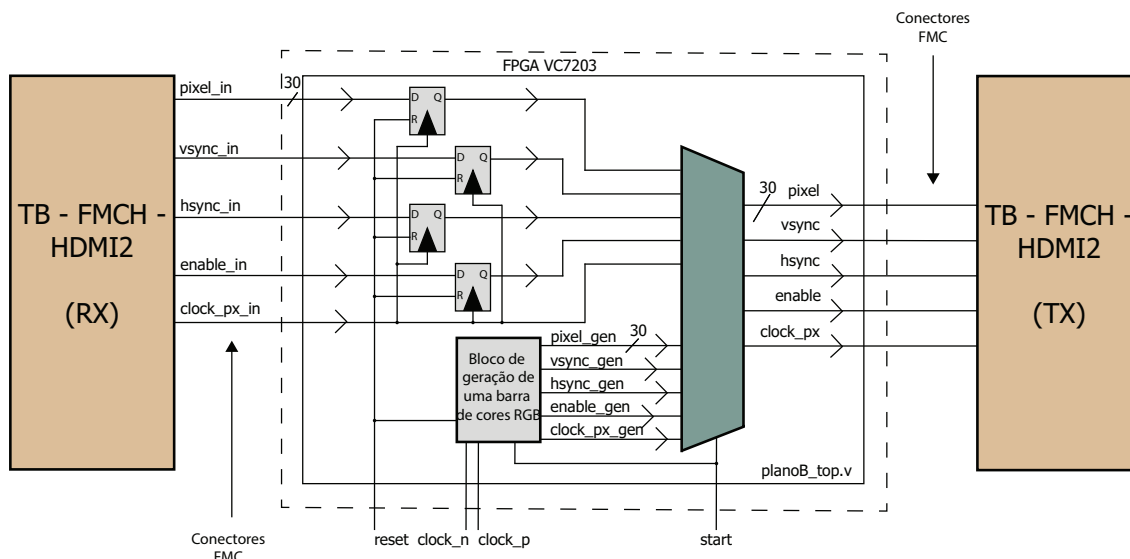 Conectores
FMC
FPGA VC7203
TB - FMCH -
HDMI2
(RX)
pixel_in
30
vsync_in
hsync_in
enable_in
clock_px_in
D Q
R
D Q
R
D Q
R
D Q
R
Bloco de
geração de
uma barra
de cores RGB
pixel_gen
30
vsync_gen
hsync_gen
enable_gen
clock_px_gen
30
pixel
vsync
hsync
enable
clock_px
TB - FMCH -
HDMI2
(TX)
planoB_top.v
Conectores
FMC
reset clock_n clock_p
start